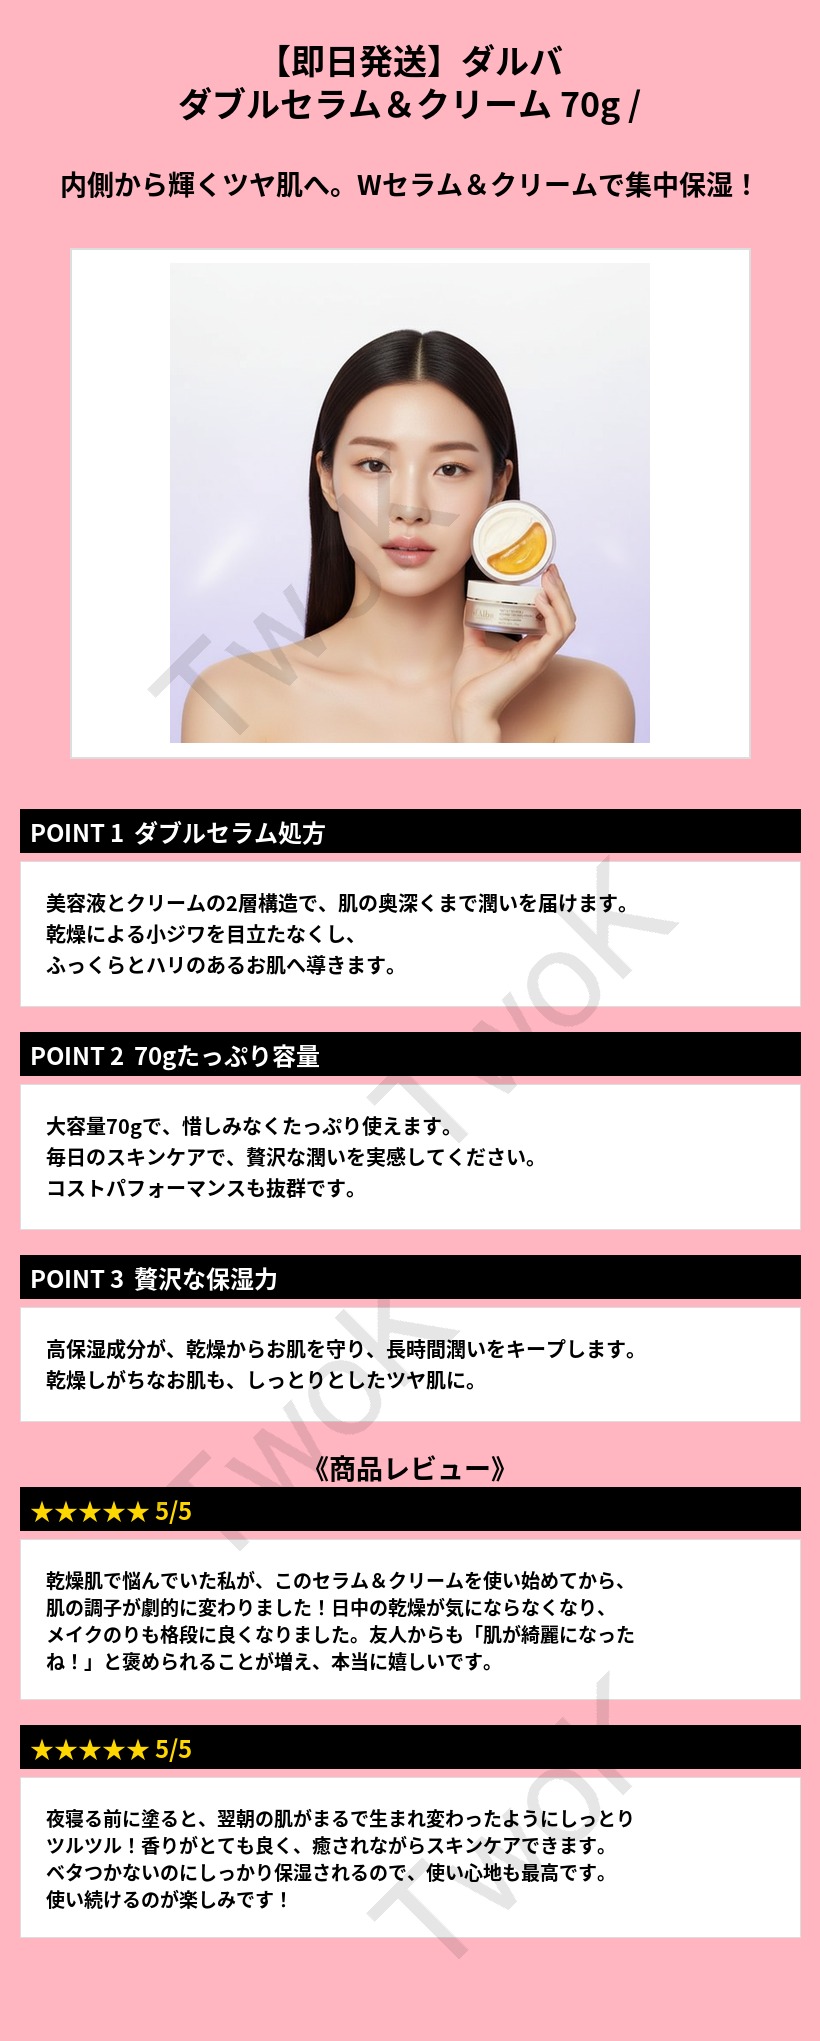 【即日発送】ダルバ
ダブルセラム＆クリーム 70g /
内側から輝くツヤ肌へ。Wセラム＆クリームで集中保湿！
TwoK
POINT 1 ダブルセラム処方
美容液とクリームの2層構造で、肌の奥深くまで潤いを届けます。
乾燥による小ジワを目立たなくし、
ふっくらとハリのあるお肌へ導きます。
TwoK
POINT 2 70gたっぷり容量
大容量70gで、惜しみなくたっぷり使えます。
毎日のスキンケアで、贅沢な潤いを実感してください。
コストパフォーマンスも抜群です。
POINT 3 贅沢な保湿力
高保湿成分が、乾燥からお肌を守り、長時間潤いをキープします。
乾燥しがちなお肌も、しっとりとしたツヤ肌に。
TwoK
《商品レビュー》
★★★★★ 5/5
乾燥肌で悩んでいた私が、このセラム＆クリームを使い始めてから、
肌の調子が劇的に変わりました！日中の乾燥が気にならなくなり、
メイクのりも格段に良くなりました。友人からも「肌が綺麗になった
ね！」と褒められることが増え、本当に嬉しいです。
★★★★★ 5/5
夜寝る前に塗ると、翌朝の肌がまるで生まれ変わったようにしっとり
ツルツル！香りがとても良く、癒されながらスキンケアできます。
ベタつかないのにしっかり保湿されるので、使い心地も最高です。
使い続けるのが楽しみです！
TwoK